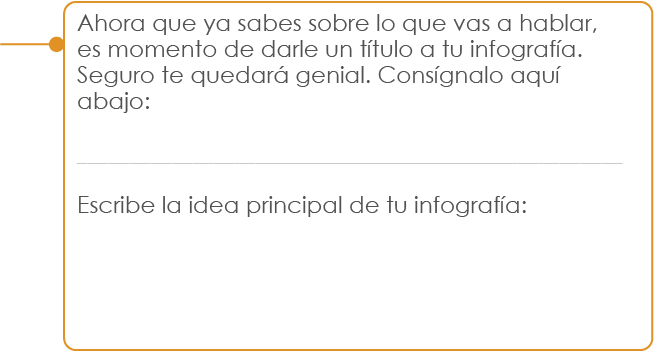 Ahora que ya sabes sobre lo que vas a hablar,
es momento de darle un título a tu infografía.
Seguro te quedará genial. Consígnalo aquí
abajo:
Escribe la idea principal de tu infografía: